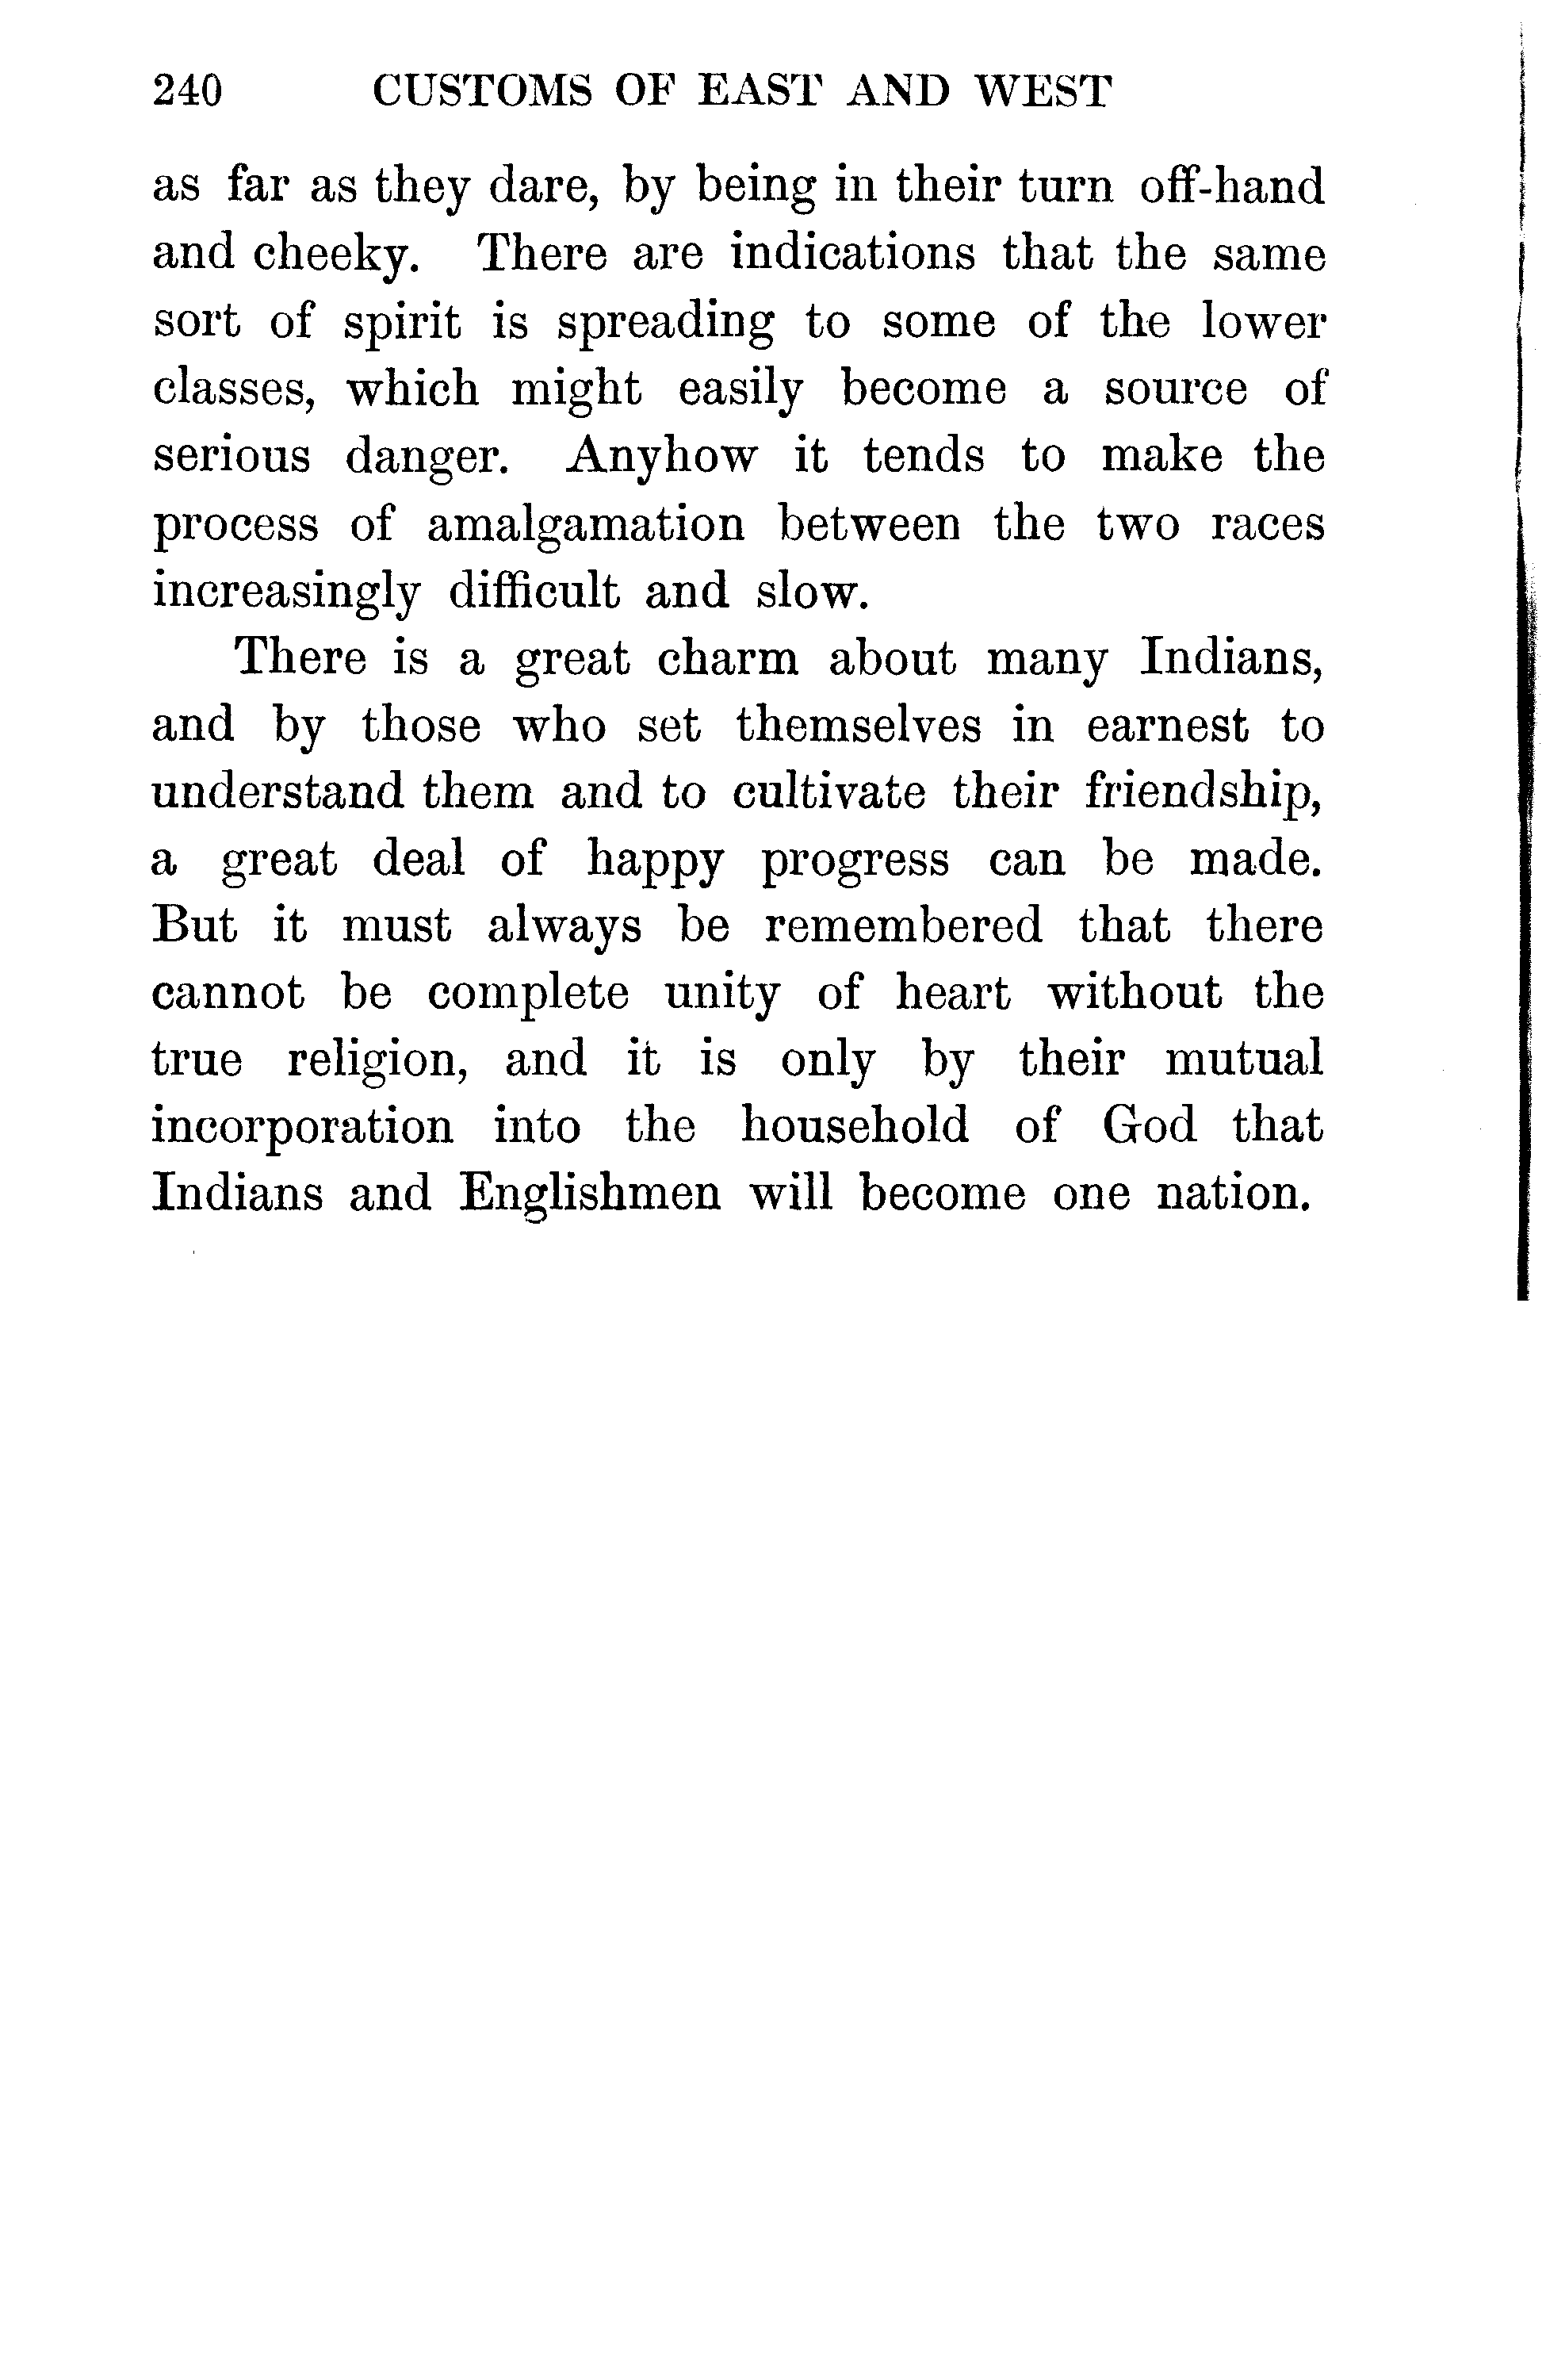 240 CUSTOMS OF EAST AND WEST
as far as they dare, by being in their turn off-hand
and cheeky. There are indications that the same
sort of spirit is spreading to some of the lower
classes, which might easily become a source of
serious danger. Anyhow it tends to make the
process of amalgamation between the two races
increasingly difficult and slow.
There is a great charm about many Indians,
and by those who set themselves in earnest to
understand them and to cultivate their friendship,
a great deal of happy progress can be made.
But it must always be remembered that there
cannot be complete unity of heart without the
true religion, and it is only by their mutual
incorporation into the household of God that
Indians and Englishmen will become one nation.